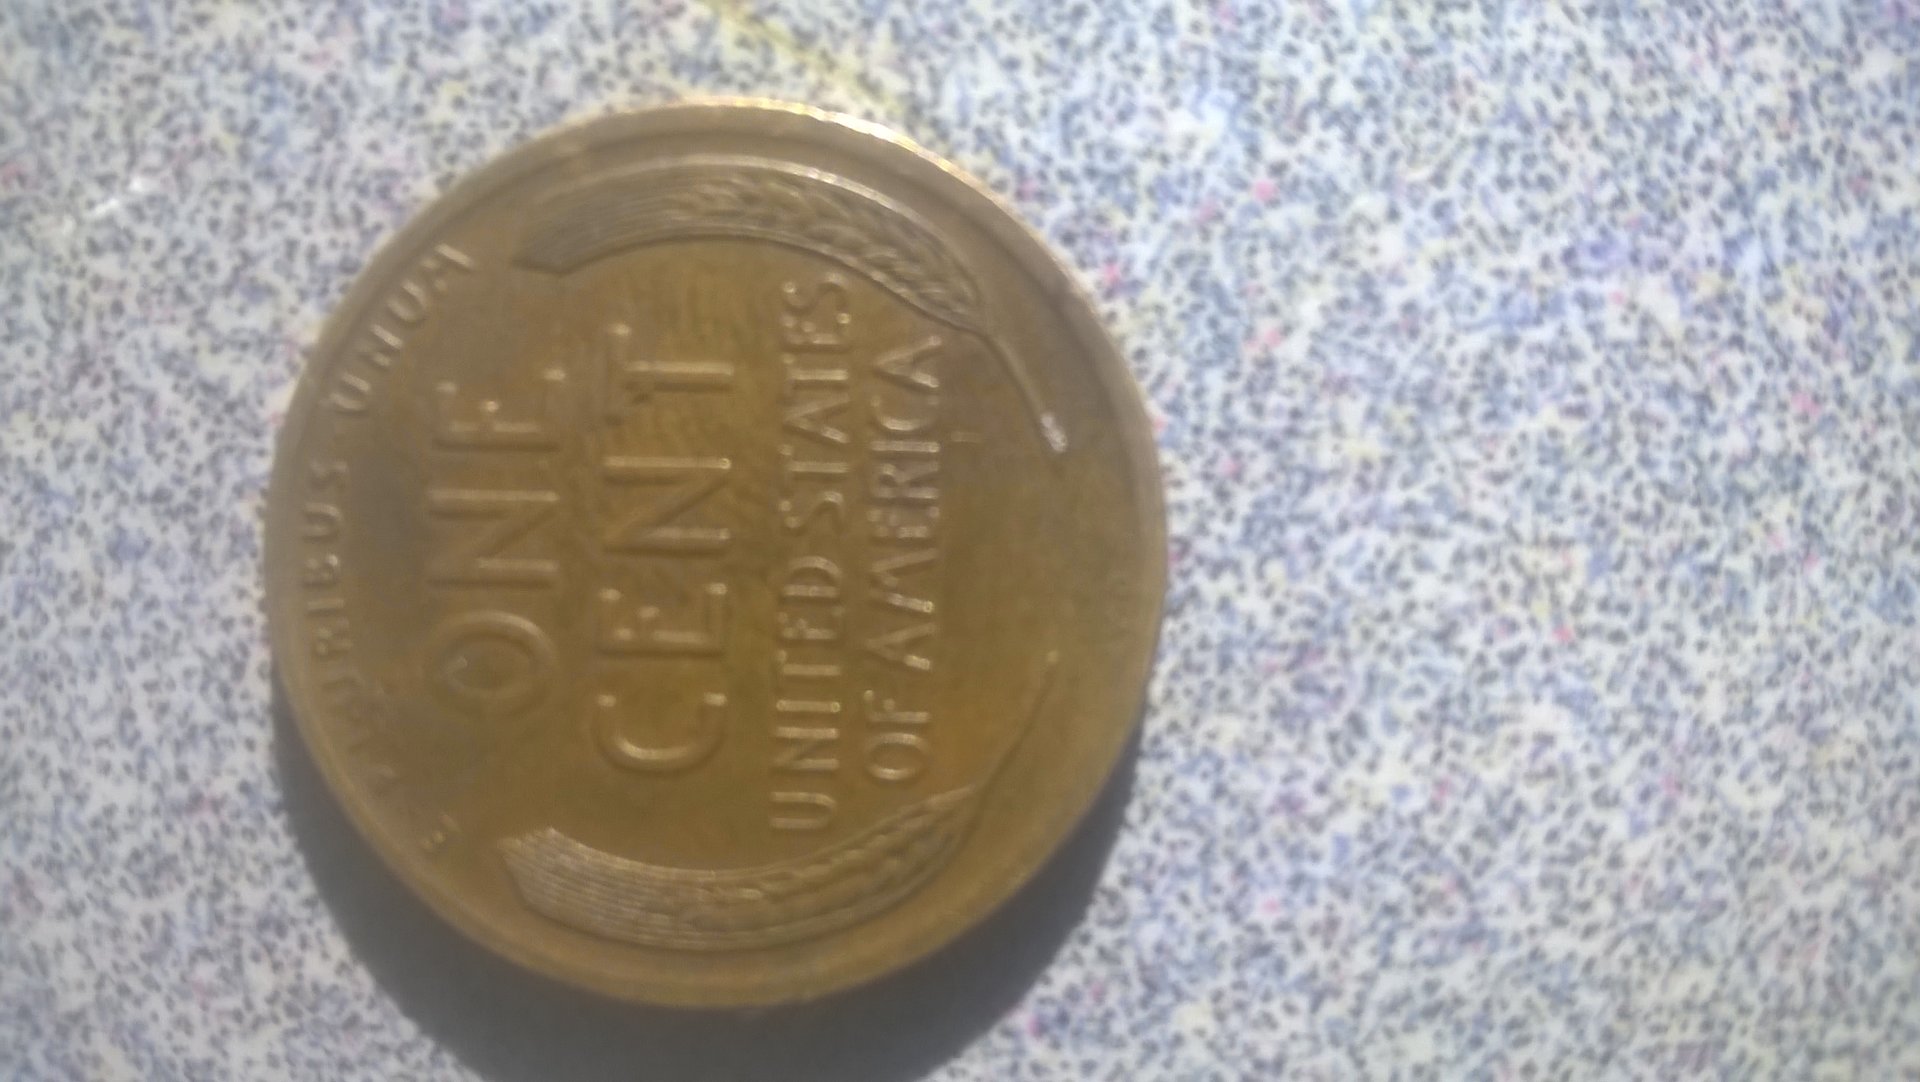 E PLURIBUS UNUM
ONE
CENT
UNITED STATES
OF AMERICA